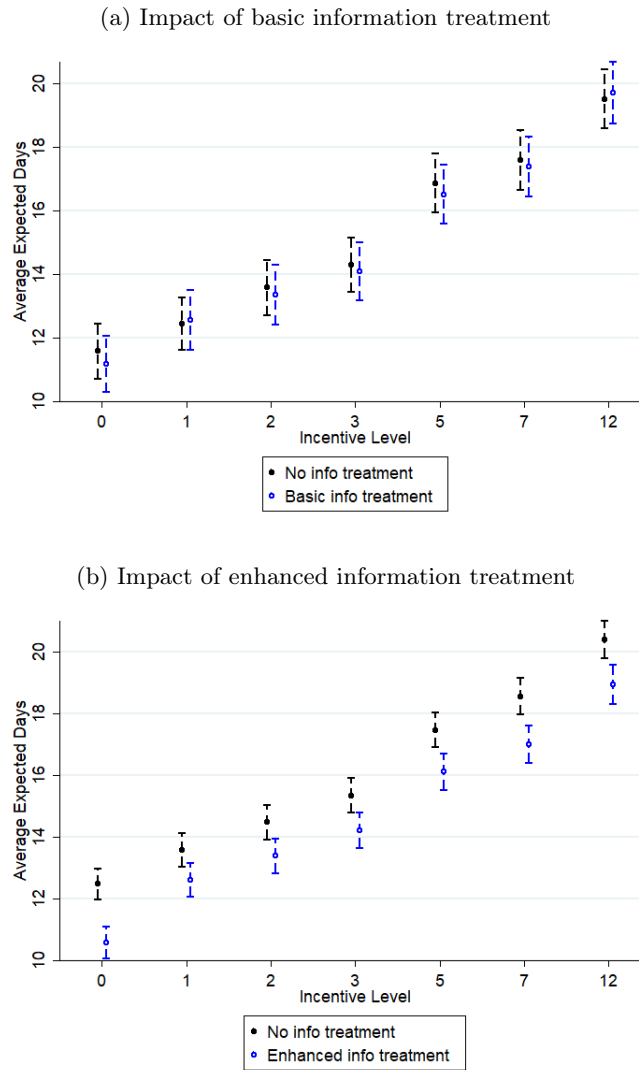 (a) Impact of basic information treatment
Average Expected Days
20
18
16
14
12
10
0 1 2 3 5 7 12
Incentive Level
No info treatment
Basic info treatment
(b) Impact of enhanced information treatment
Average Expected Days
20
18
16
14
12
10
0 1 2 3 5 7 12
Incentive Level
No info treatment
Enhanced info treatment